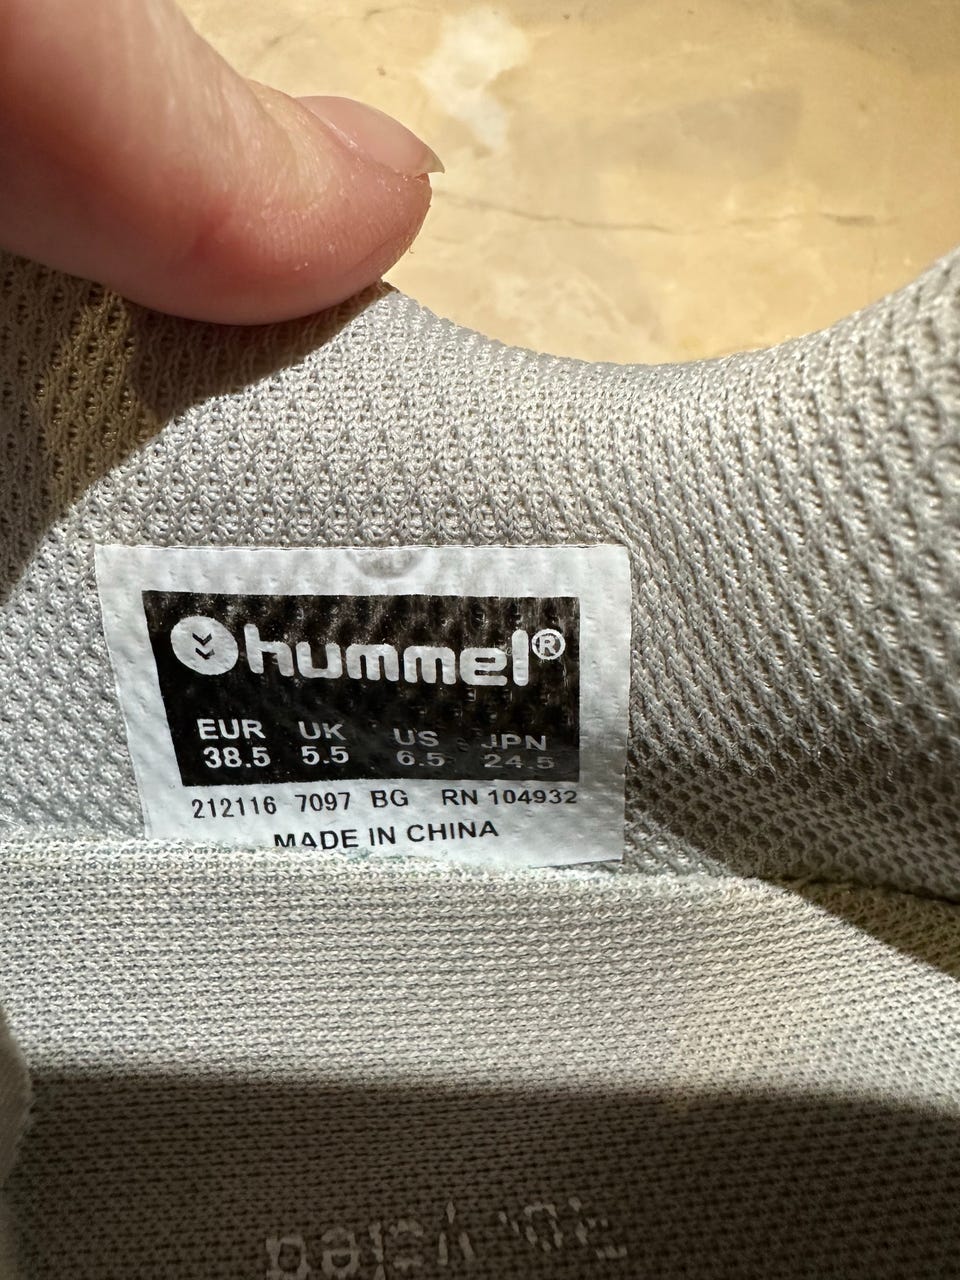 hummel®
EUR UK US JPN
38.5 5.5 6.5 24.5
212116 7097 BG RN 104932
MADE IN CHINA